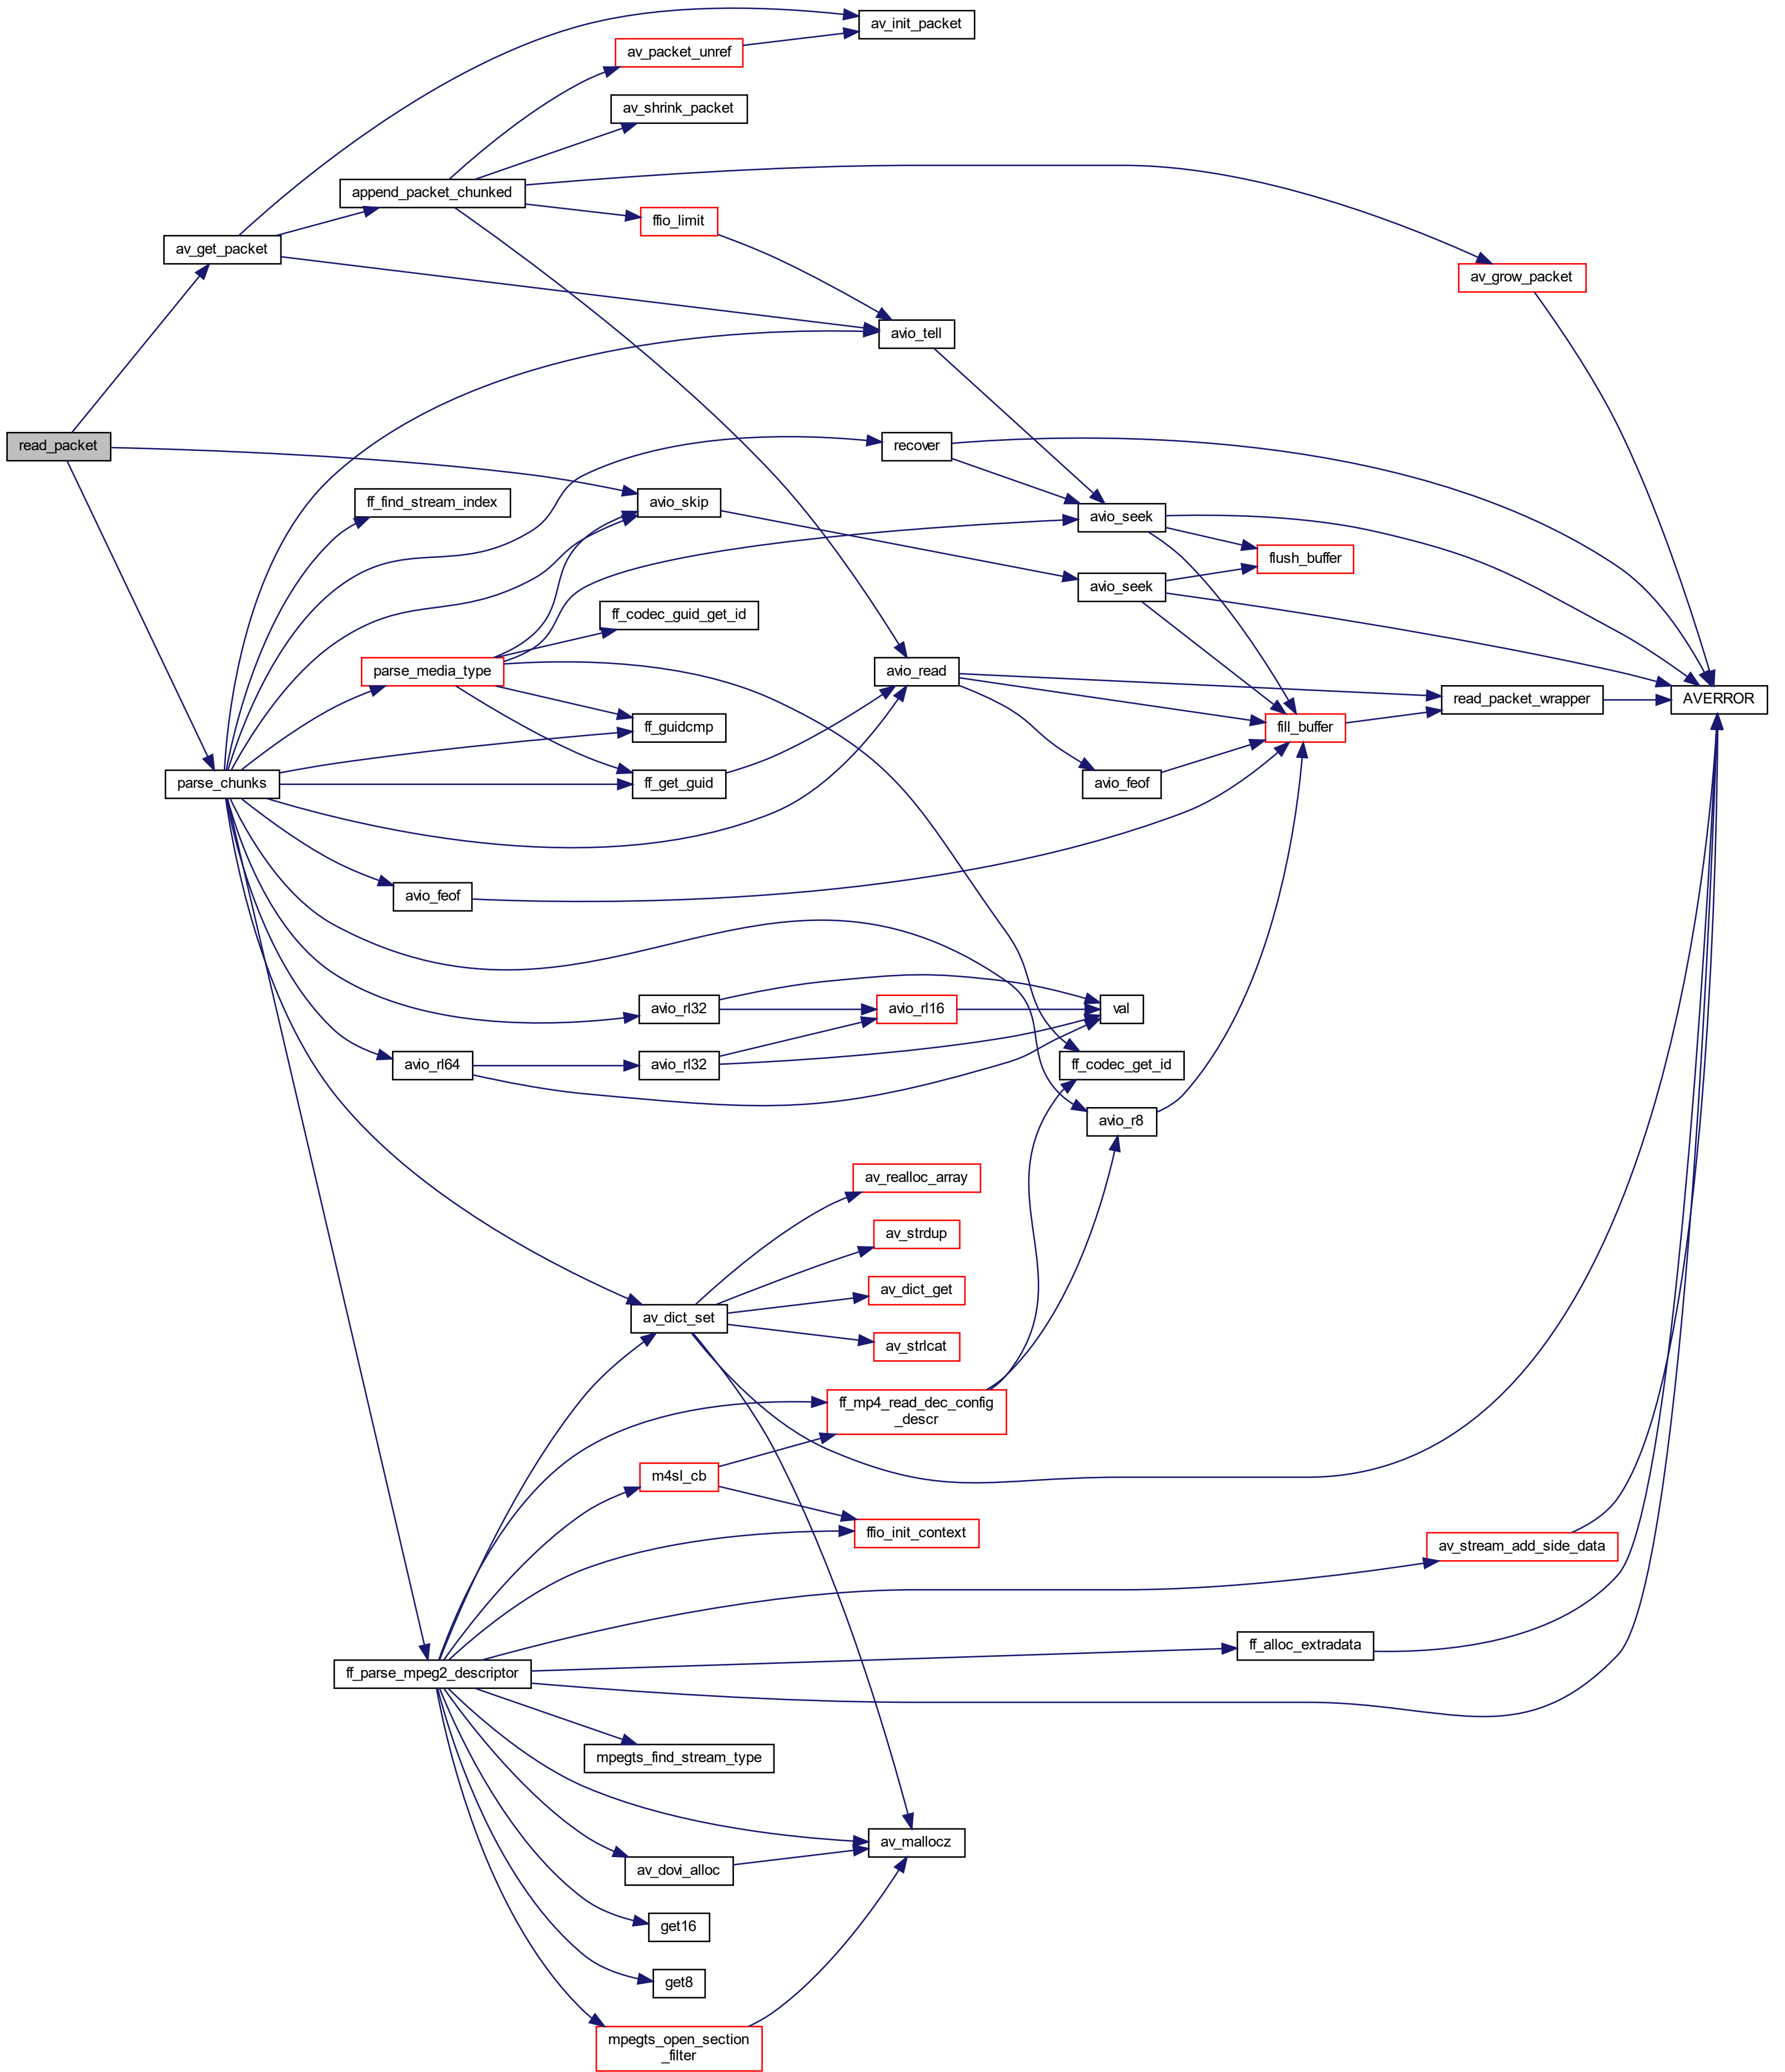 av_init_packet
av_packet_unref
av_shrink_packet
append_packet_chunked
ffio_limit
av_get_packet
av_grow_packet
avio_tell
read_packet
recover
ff_find_stream_index
avio_skip
avio_seek
flush_buffer
avio_seek
ff_codec_guid_get_id
parse_media_type
avio_read
read_packet_wrapper
AVERROR
ff_guidcmp
fill_buffer
parse_chunks
ff_get_guid
avio_feof
avio_feof
avio_rl32
avio_rl16
val
avio_rl64
avio_rl32
ff_codec_get_id
avio_r8
av_realloc_array
av_strdup
av_dict_get
av_dict_set
av_strlcat
ff_mp4_read_dec_config
_descr
m4sl_cb
ffio_init_context
av_stream_add_side_data
ff_alloc_extradata
ff_parse_mpeg2_descriptor
mpegts_find_stream_type
av_mallocz
av_dovi_alloc
get16
get8
mpegts_open_section
_filter